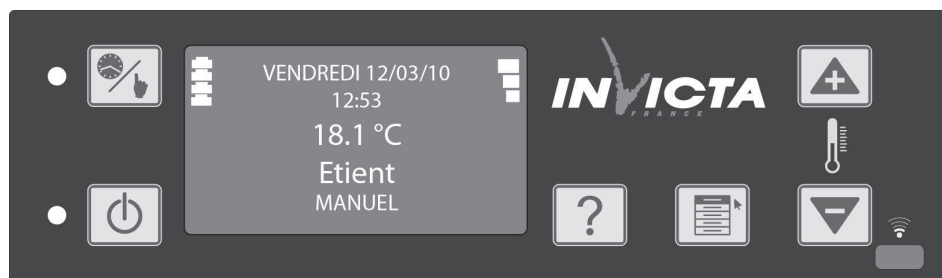 VENDREDI 12/03/10
12:53
18.1 °C
Etient
MANUEL
INVICTA
FRANCE
+
?
-